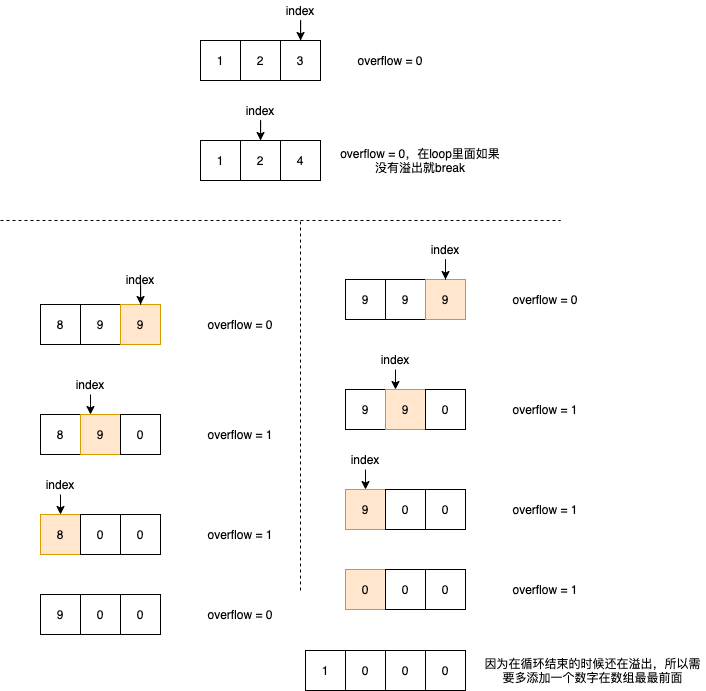 index
1 2 3 overflow = 0
index
1 2 4 overflow = 0，在loop里面如果
没有溢出就break
index
8 9 9 overflow = 0
index
8 9 0 overflow = 1
index
8 0 0 overflow = 1
9 0 0 overflow = 0
index
9 9 9 overflow = 0
index
9 9 0 overflow = 1
index
9 0 0 overflow = 1
0 0 0 overflow = 1
1 0 0 0 因为在循环结束的时候还在溢出，所以需
要多添加一个数字在数组最最前面